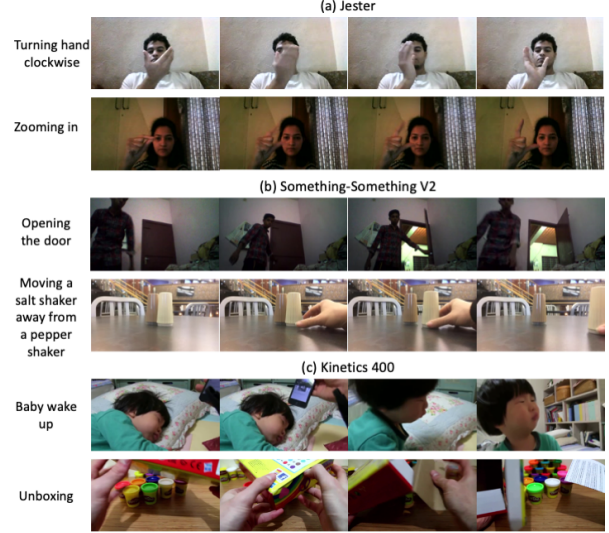 (a) Jester
Turning hand
clockwise
Zooming in
(b) Something-Something V2
Opening
the door
Moving a
salt shaker
away from
a pepper
shaker
(c) Kinetics 400
Baby wake
up
Unboxing